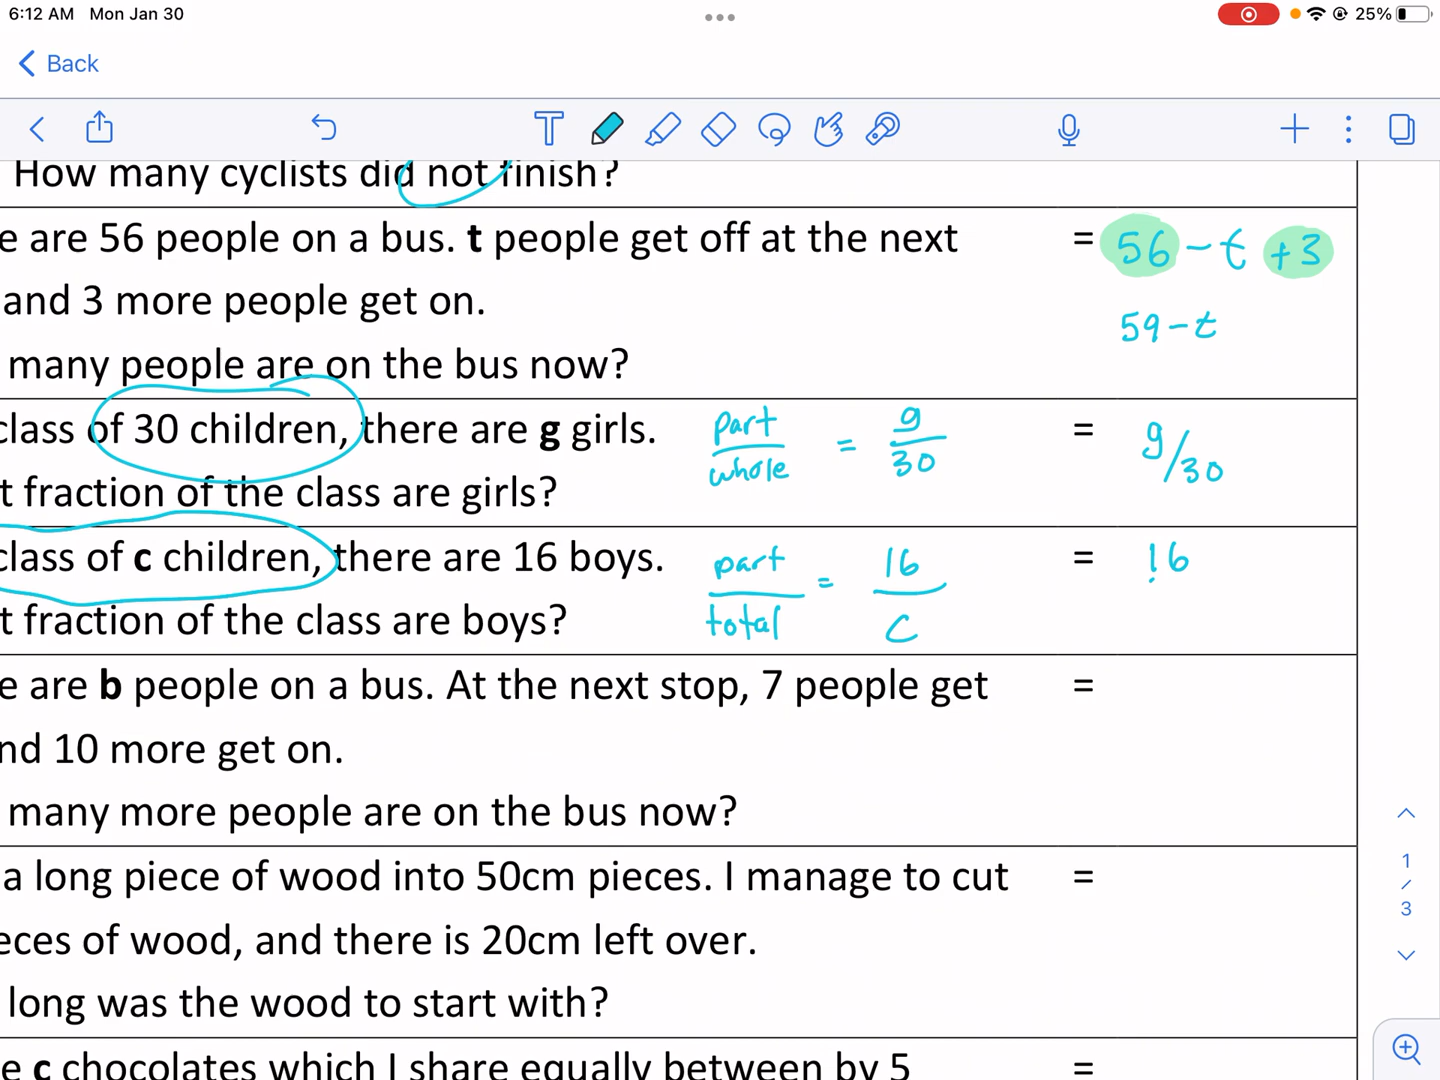 6:12 AM Mon Jan 30
25%
Back
T
How many cyclists did not finish?
e are 56 people on a bus. t people get off at the next
= 56 - t + 3
and 3 more people get on.
59 - t
many people are on the bus now?
class of 30 children, there are g girls.
part/whole = g/30
= g/30
t fraction of the class are girls?
class of c children, there are 16 boys.
part/total = 16/c
= 16
t fraction of the class are boys?
e are b people on a bus. At the next stop, 7 people get
=
nd 10 more get on.
many more people are on the bus now?
a long piece of wood into 50cm pieces. I manage to cut
=
eces of wood, and there is 20cm left over.
long was the wood to start with?
e c chocolates which I share equally between by 5
=
1
/
3